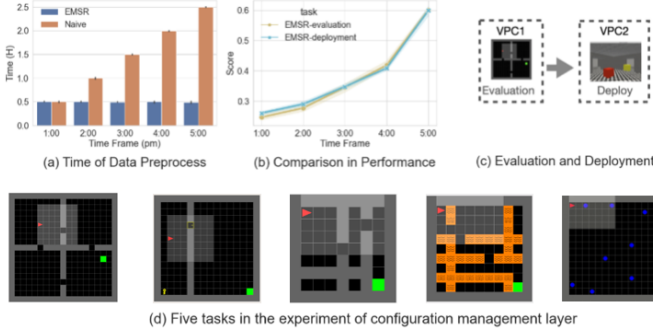 EMSR
Naive
Time (H)
2.5
2.0
1.5
1.0
0.5
0.0
1:00 2:00 3:00 4:00 5:00
Time Frame (pm)
(a) Time of Data Preprocess
task
EMSR-evaluation
EMSR-deployment
Score
0.6
0.5
0.4
0.3
1:00 2:00 3:00 4:00 5:00
Time Frame
(b) Comparison in Performance
VPC1
Evaluation
VPC2
Deploy
(c) Evaluation and Deployment
(d) Five tasks in the experiment of configuration management layer